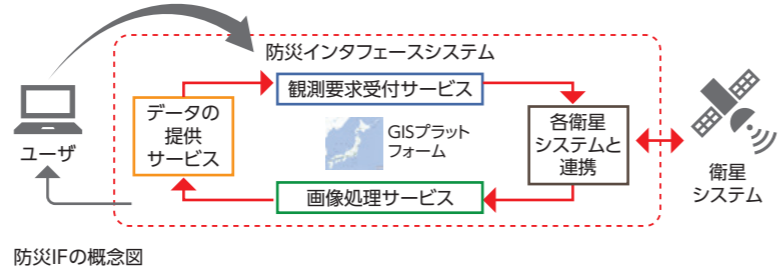 防災インタフェースシステム
観測要求受付サービス
データの
提供
サービス
GISプラット
フォーム
各衛星
システムと
連携
ユーザ
衛星
システム
画像処理サービス
防災IFの概念図